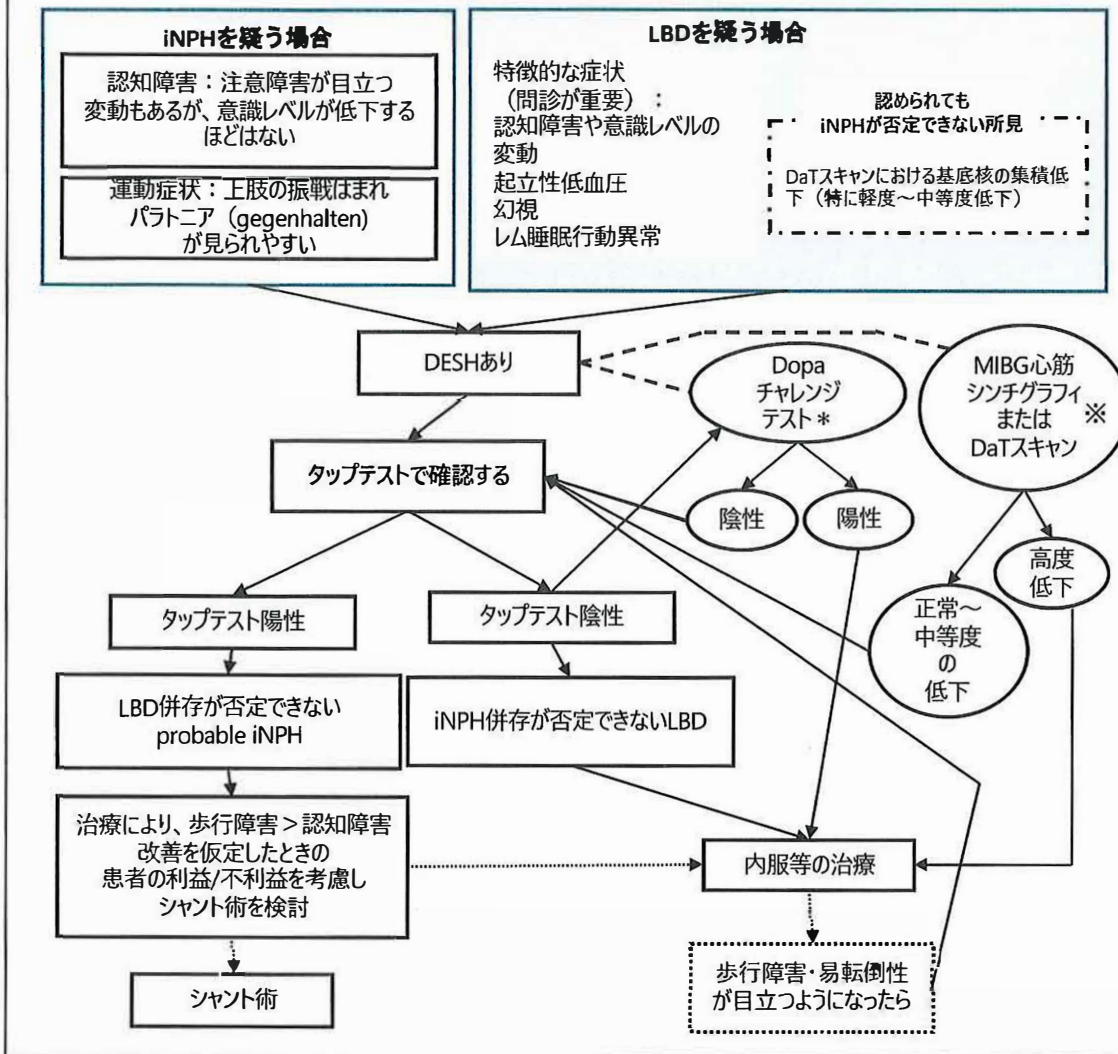 iNPHを疑う場合
認知障害：注意障害が目立つ
変動もあるが、意識レベルが低下する
ほどはない
運動症状：上肢の振戦はまれ
パラトニア（gegenhalten)
が見られやすい
LBDを疑う場合
特徴的な症状
（問診が重要）：
認知障害や意識レベルの
変動
起立性低血圧
幻視
レム睡眠行動異常
認められても
iNPHが否定できない所見
DaTスキャンにおける基底核の集積低
下（特に軽度～中等度低下）
DESHあり
Dopa
チャレンジ
テスト＊
MIBG心筋
シンチグラフィ
または
DaTスキャン
※
タップテストで確認する
陰性
陽性
高度
低下
正常～
中等度
の
低下
タップテスト陽性
タップテスト陰性
LBD併存が否定できない
probable iNPH
iNPH併存が否定できないLBD
治療により、歩行障害＞認知障害
改善を仮定したときの
患者の利益/不利益を考慮し
シャント術を検討
内服等の治療
シャント術
歩行障害・易転倒性
が目立つようになったら